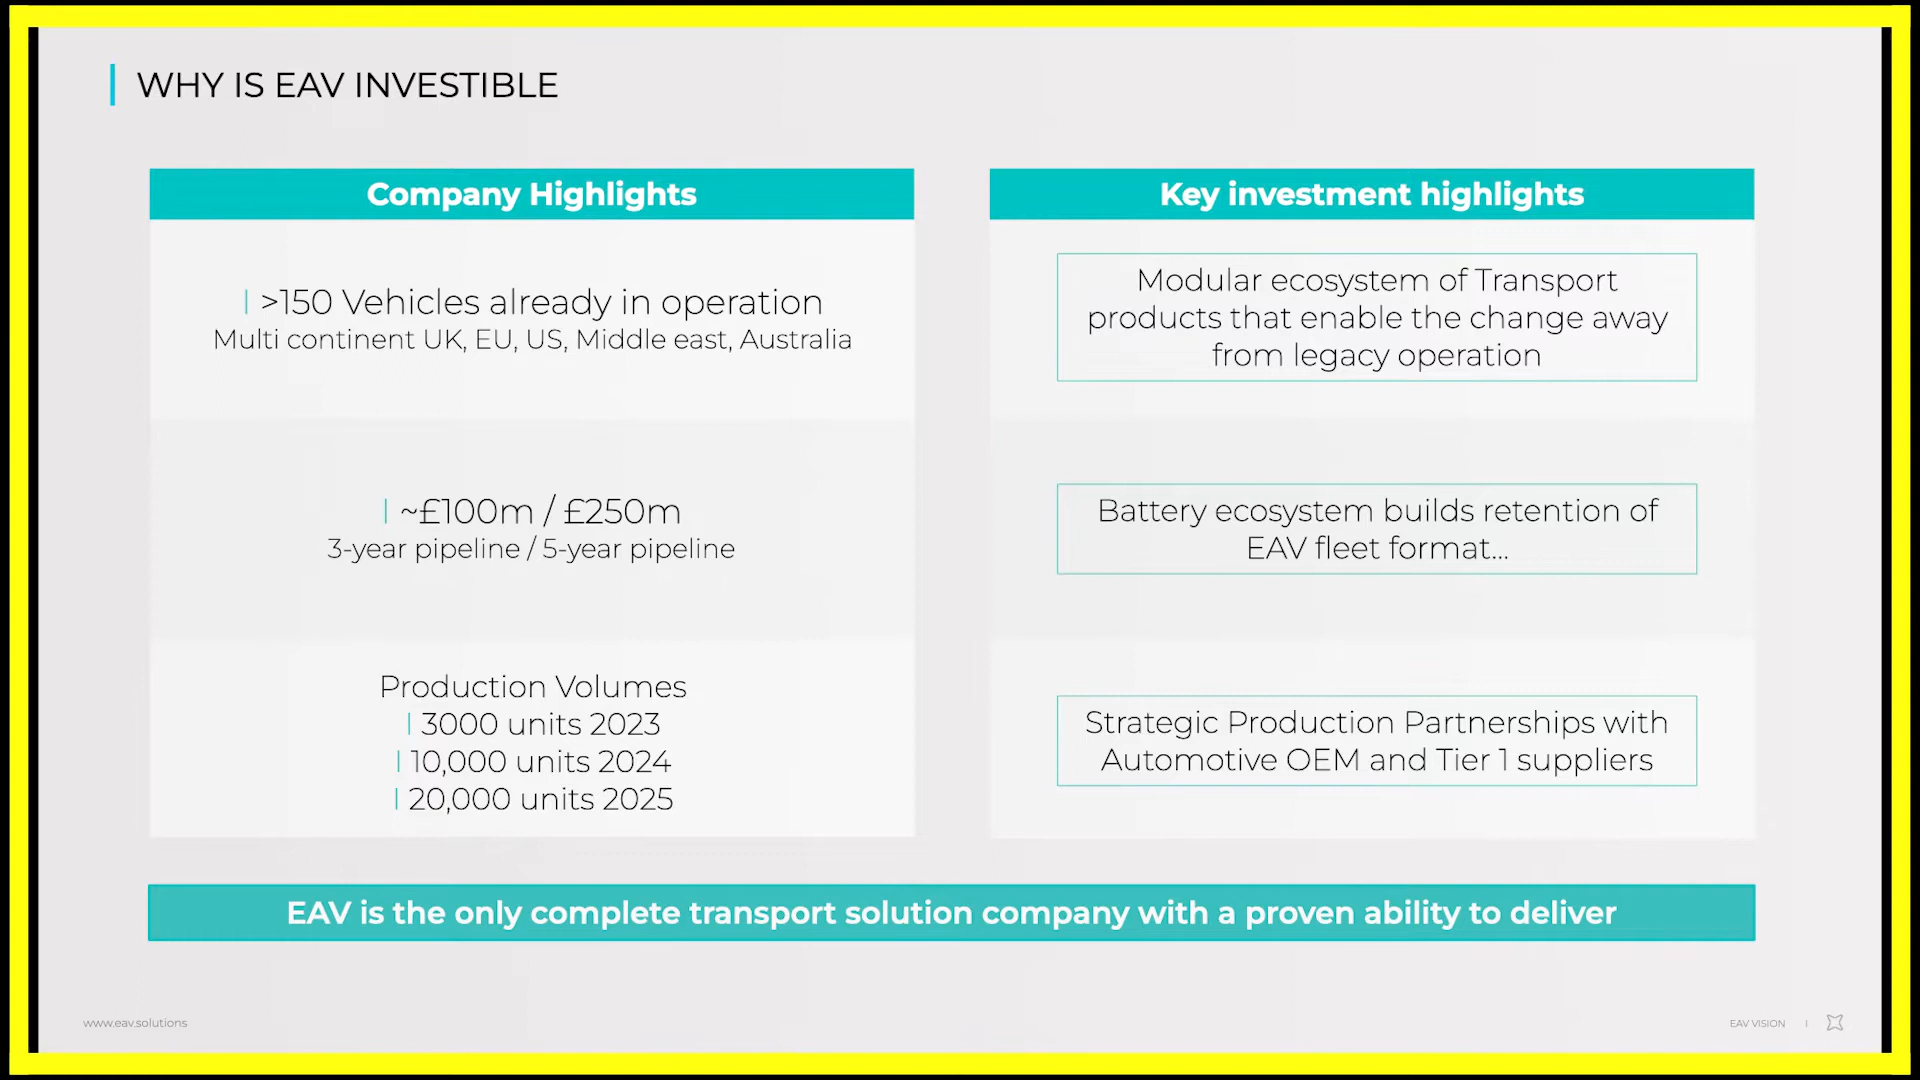 WHY IS EAV INVESTIBLE
Company Highlights
>150 Vehicles already in operation
Multi continent UK, EU, US, Middle east, Australia
~£100m / £250m
3-year pipeline / 5-year pipeline
Production Volumes
3000 units 2023
10,000 units 2024
20,000 units 2025
Key investment highlights
Modular ecosystem of Transport
products that enable the change away
from legacy operation
Battery ecosystem builds retention of
EAV fleet format...
Strategic Production Partnerships with
Automotive OEM and Tier 1 suppliers
EAV is the only complete transport solution company with a proven ability to deliver
www.eav.solutions
EAV VISION